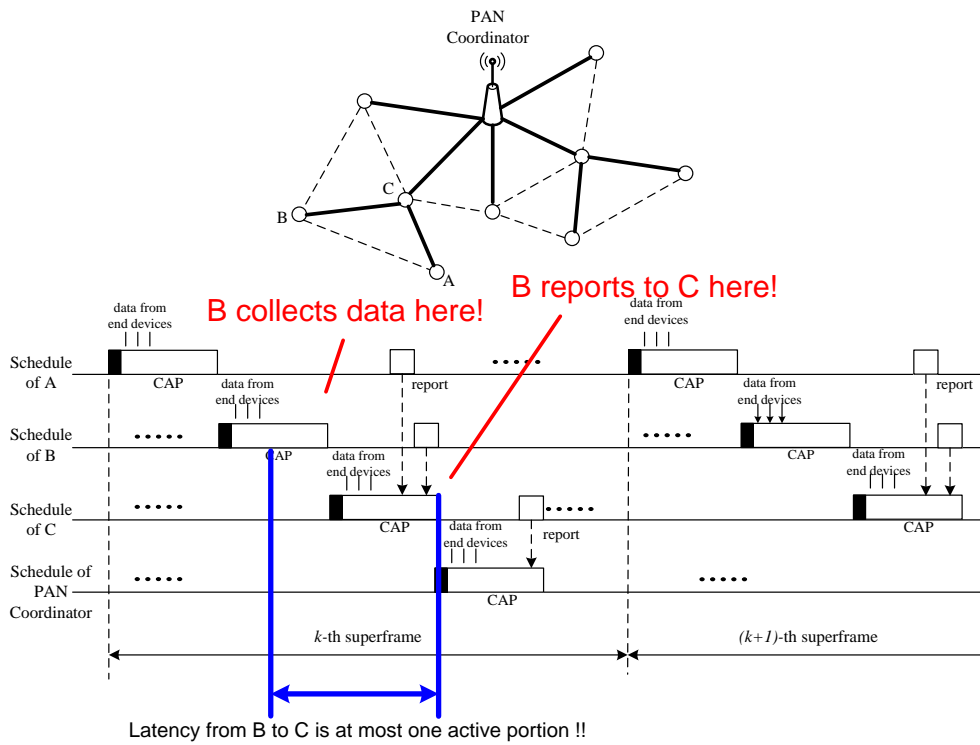 PAN
Coordinator
C
B
A
B collects data here!
B reports to C here!
data from
end devices
data from
end devices
Schedule
of A
CAP
report
CAP
report
data from
end devices
data from
end devices
Schedule
of B
CAP
CAP
data from
end devices
data from
end devices
Schedule
of C
CAP
report
CAP
data from
end devices
Schedule of
PAN
Coordinator
CAP
k-th superframe
(k+1)-th superframe
Latency from B to C is at most one active portion !!